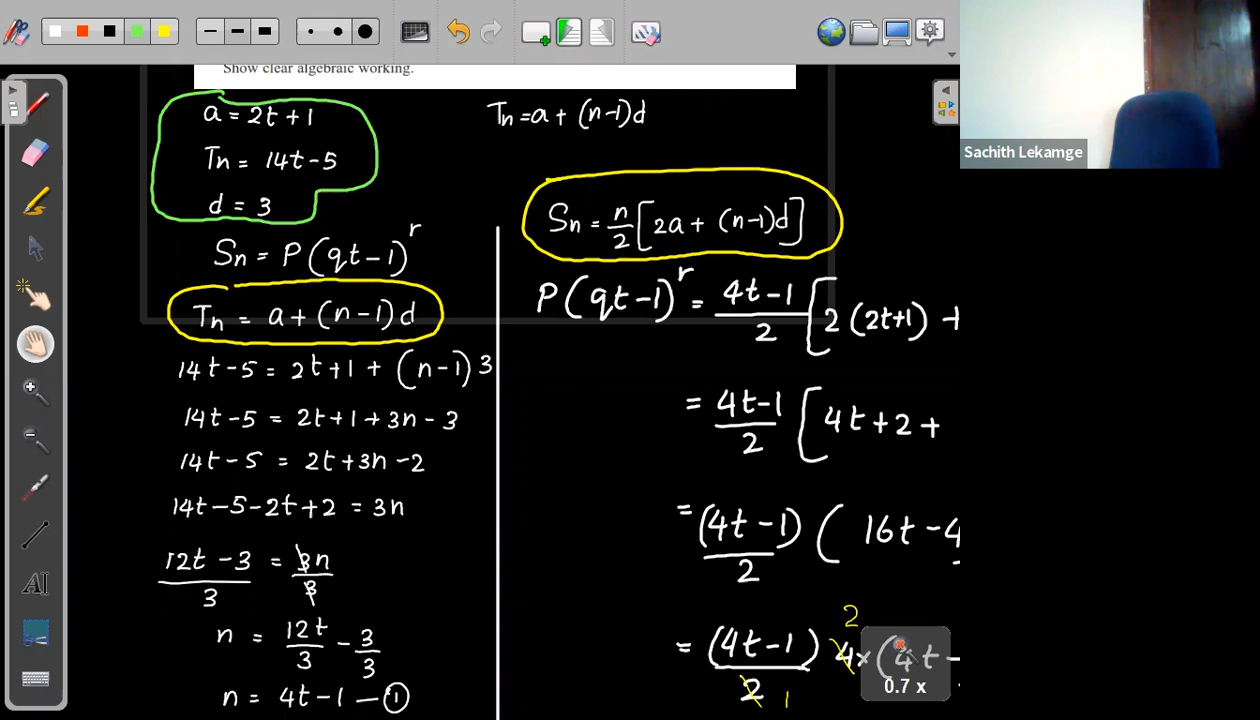 Show clear algebraic working.
a = 2t + 1
Tn = 14t - 5
d = 3
Sn = P(qt - 1)^r
Tn = a + (n - 1)d
14t - 5 = 2t + 1 + (n - 1)3
14t - 5 = 2t + 1 + 3n - 3
14t - 5 = 2t + 3n - 2
14t - 5 - 2t + 2 = 3n
12t - 3 / 3 = 3n / 3
n = 12t/3 - 3/3
n = 4t - 1 — ①
Tn = a + (n - 1)d
Sn = n/2 [2a + (n - 1)d]
P(qt - 1)^r = 4t - 1 / 2 [2(2t+1) +
= 4t - 1 / 2 [4t + 2 +
= (4t - 1) / 2 ( 16t - 4
2
= (4t - 1) / 2 4 × (4t -
1
Sachith Lekamge
AI
0.7 x